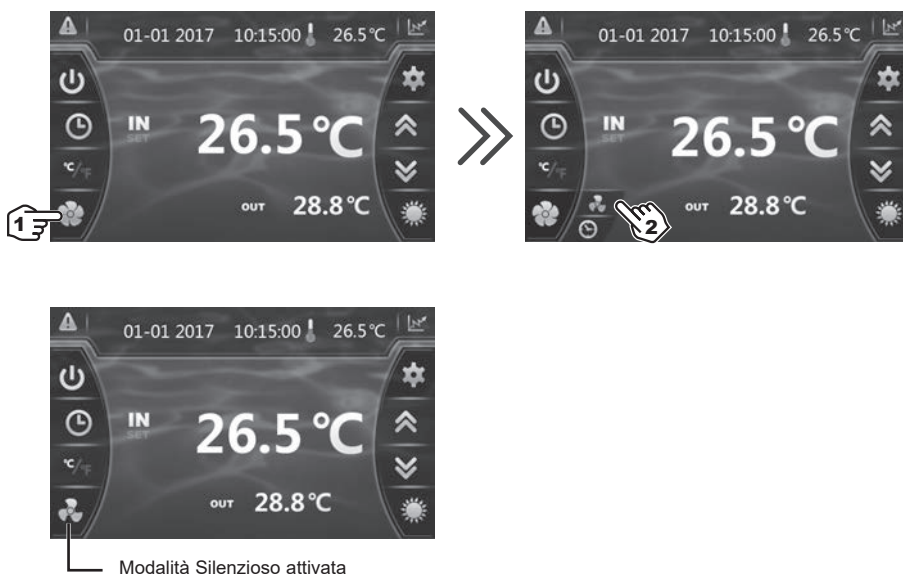 01-01 2017 10:15:00 26.5°C
IN
SET
26.5°C
°C/°F
OUT 28.8°C
1
01-01 2017 10:15:00 26.5°C
IN
SET
26.5°C
°C/°F
OUT 28.8°C
2
01-01 2017 10:15:00 26.5°C
IN
SET
26.5°C
°C/°F
OUT 28.8°C
Modalità Silenzioso attivata